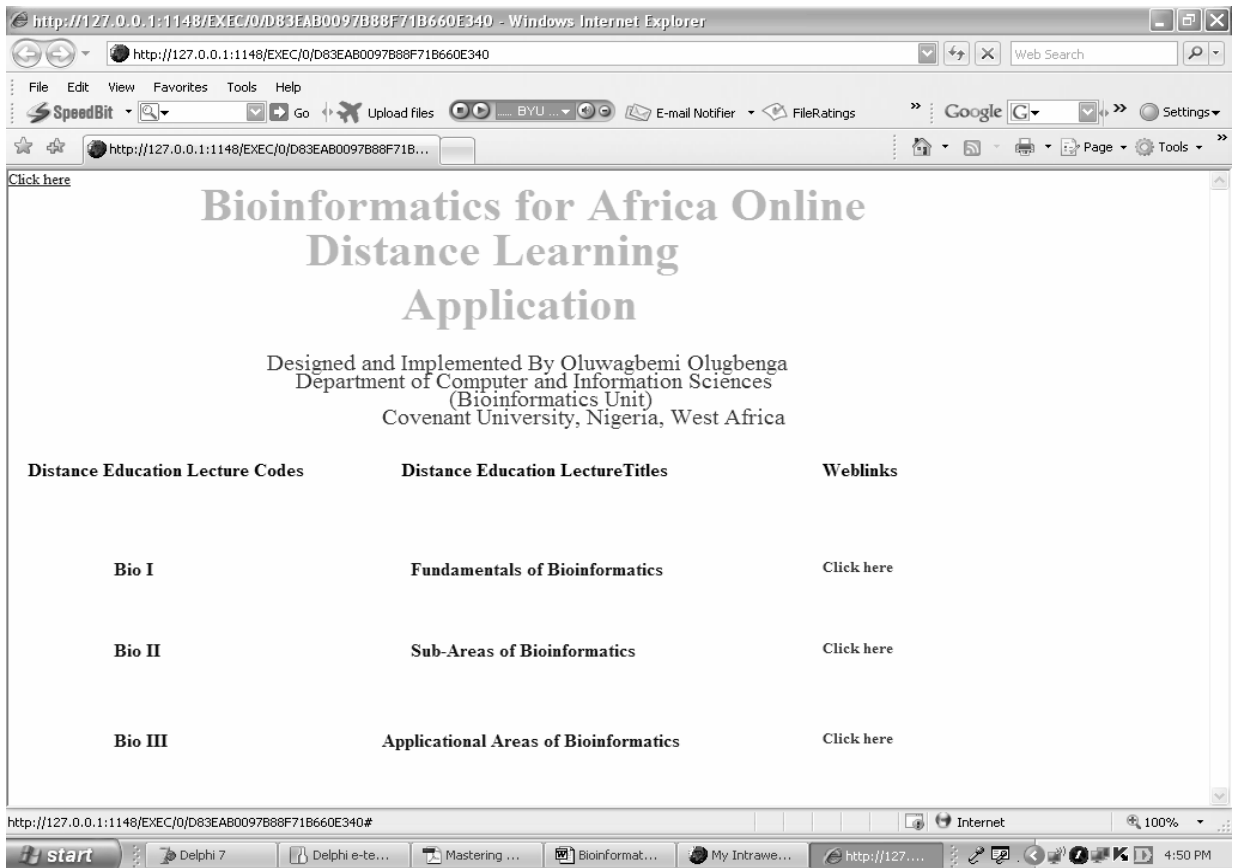 http://127.0.0.1:1148/EXEC/0/D83EAB0097B88F71B660E340 - Windows Internet Explorer
http://127.0.0.1:1148/EXEC/0/D83EAB0097B88F71B660E340 Web Search
File Edit View Favorites Tools Help
SpeedBit Go Upload files BYU ... E-mail Notifier FileRatings » Google G Settings
http://127.0.0.1:1148/EXEC/0/D83EAB0097B88F71B... Page Tools »
Click here
Bioinformatics for Africa Online
Distance Learning
Application
Designed and Implemented By Oluwagbemi Olugbenga
Department of Computer and Information Sciences
(Bioinformatics Unit)
Covenant University, Nigeria, West Africa
Distance Education Lecture Codes Distance Education LectureTitles Weblinks
Bio I Fundamentals of Bioinformatics Click here
Bio II Sub-Areas of Bioinformatics Click here
Bio III Applicational Areas of Bioinformatics Click here
http://127.0.0.1:1148/EXEC/0/D83EAB0097B88F71B660E340# Internet 100%
start Delphi 7 Delphi e-te... Mastering ... Bioinformat... My Intrawe... http://127.... 4:50 PM